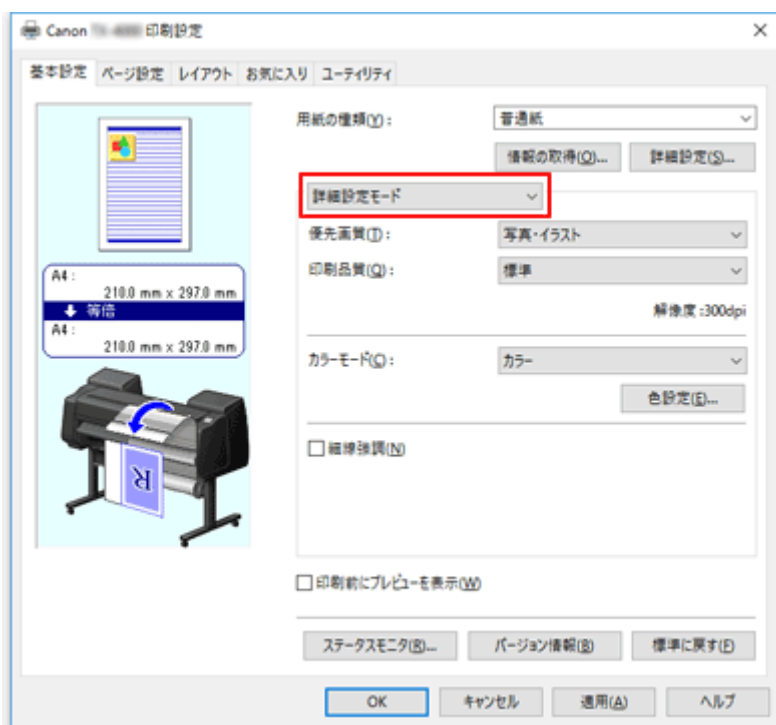 Canon 印刷設定
基本設定 ページ設定 レイアウト お気に入り ユーティリティ
用紙の種類(Y): 普通紙
情報の取得(O)... 詳細設定(S)...
詳細設定モード
優先画質(T): 写真・イラスト
印刷品質(Q): 標準
解像度:300dpi
カラーモード(C): カラー
色設定(E)...
細線強調(N)
A4:
210.0 mm x 297.0 mm
等倍
A4:
210.0 mm x 297.0 mm
R
印刷前にプレビューを表示(W)
ステータスモニタ(R)... バージョン情報(B) 標準に戻す(F)
OK キャンセル 適用(A) ヘルプ